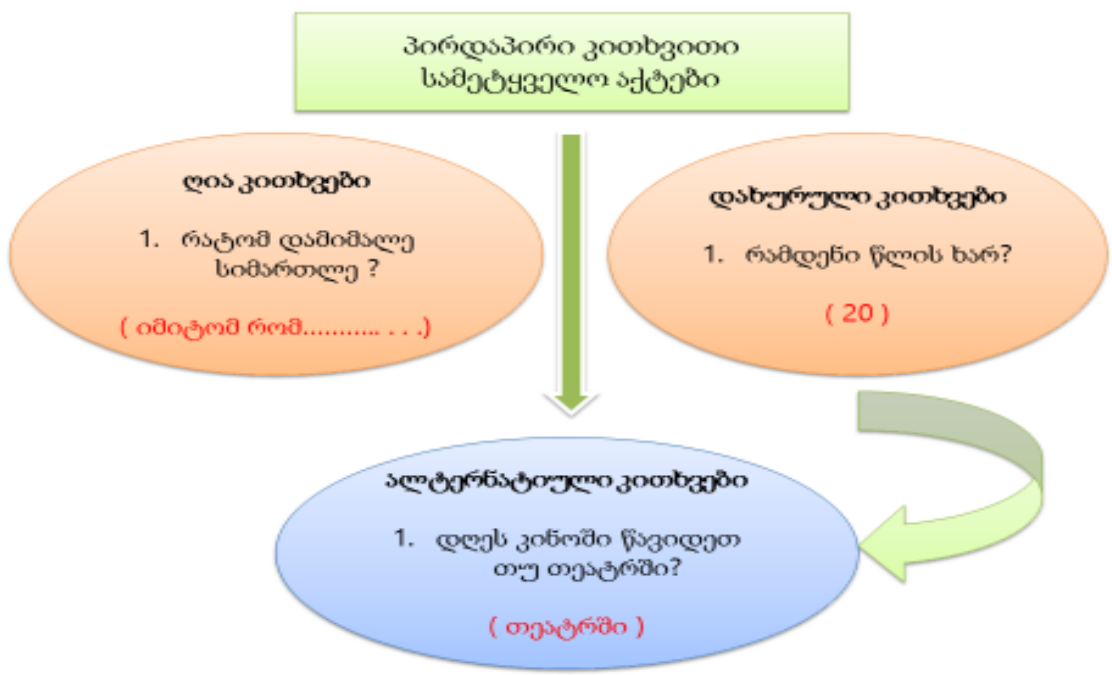 პირდაპირი კითხვითი
სამეტყველო აქტები
ღია კითხვები
1. რატომ დამიმალე
სიმართლე ?
( იმიტომ რომ........... . . .)
დახურული კითხვები
1. რამდენი წლის ხარ?
( 20 )
ალტერნატიული კითხვები
1. დღეს კინოში წავიდეთ
თუ თეატრში?
( თეატრში )